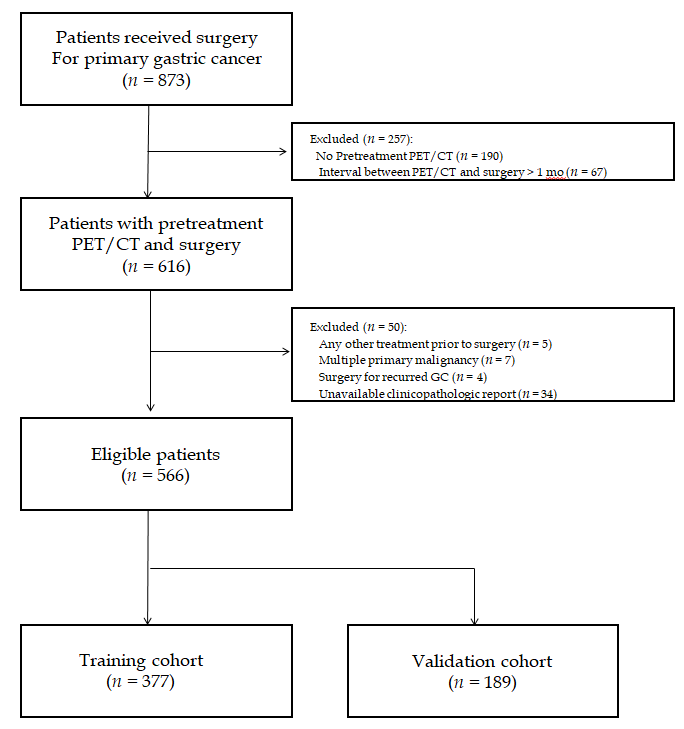 Patients received surgery
For primary gastric cancer
(n = 873)
Excluded (n = 257):
No Pretreatment PET/CT (n = 190)
Interval between PET/CT and surgery > 1 mo (n = 67)
Patients with pretreatment
PET/CT and surgery
(n = 616)
Excluded (n = 50):
Any other treatment prior to surgery (n = 5)
Multiple primary malignancy (n = 7)
Surgery for recurred GC (n = 4)
Unavailable clinicopathologic report (n = 34)
Eligible patients
(n = 566)
Training cohort
(n = 377)
Validation cohort
(n = 189)